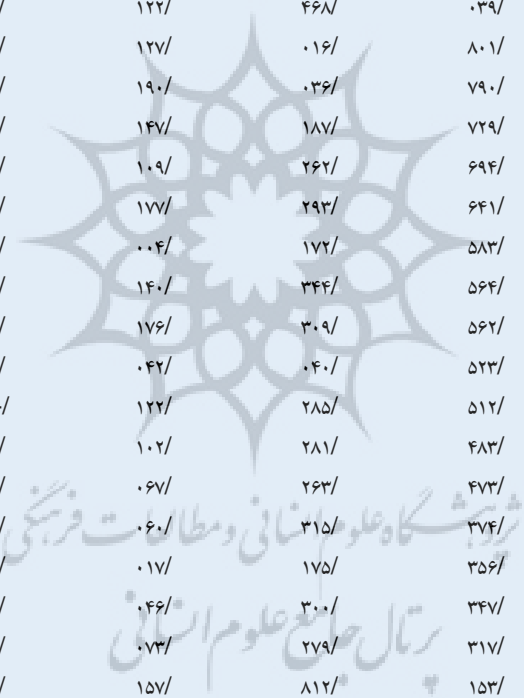 ۰۳۹/ ۴۶۸/ ۱۲۲/ /
۸۰۱/ ۰۱۶/ ۱۲۷/ /
۷۹۰/ ۰۳۶/ ۱۹۰/ /
۷۲۹/ ۱۸۷/ ۱۴۷/ /
۶۹۴/ ۲۶۲/ ۱۰۹/ /
۶۴۱/ ۲۹۳/ ۱۷۷/ /
۵۸۳/ ۱۷۲/ ۰۰۴/ /
۵۶۴/ ۳۴۴/ ۱۴۰/ /
۵۶۲/ ۳۰۹/ ۱۷۶/ /
۵۲۳/ ۰۴۰/ ۰۴۲/ /
۵۱۲/ ۲۸۵/ ۱۲۲/ /
۴۸۳/ ۲۸۱/ ۱۰۲/ /
۴۷۳/ ۲۶۳/ ۰۶۷/ /
۳۷۴/ ۳۱۵/ ۰۶۰/ /
پژوهشگاه علوم انسانی و مطالعات فرهنگی
۳۵۶/ ۱۷۵/ ۰۱۷/ /
۳۴۷/ ۳۰۰/ ۰۴۶/ /
پرتال جامع علوم انسانی
۳۱۷/ ۲۷۹/ ۰۷۳/ /
۱۵۳/ ۸۱۲/ ۱۵۷/ /